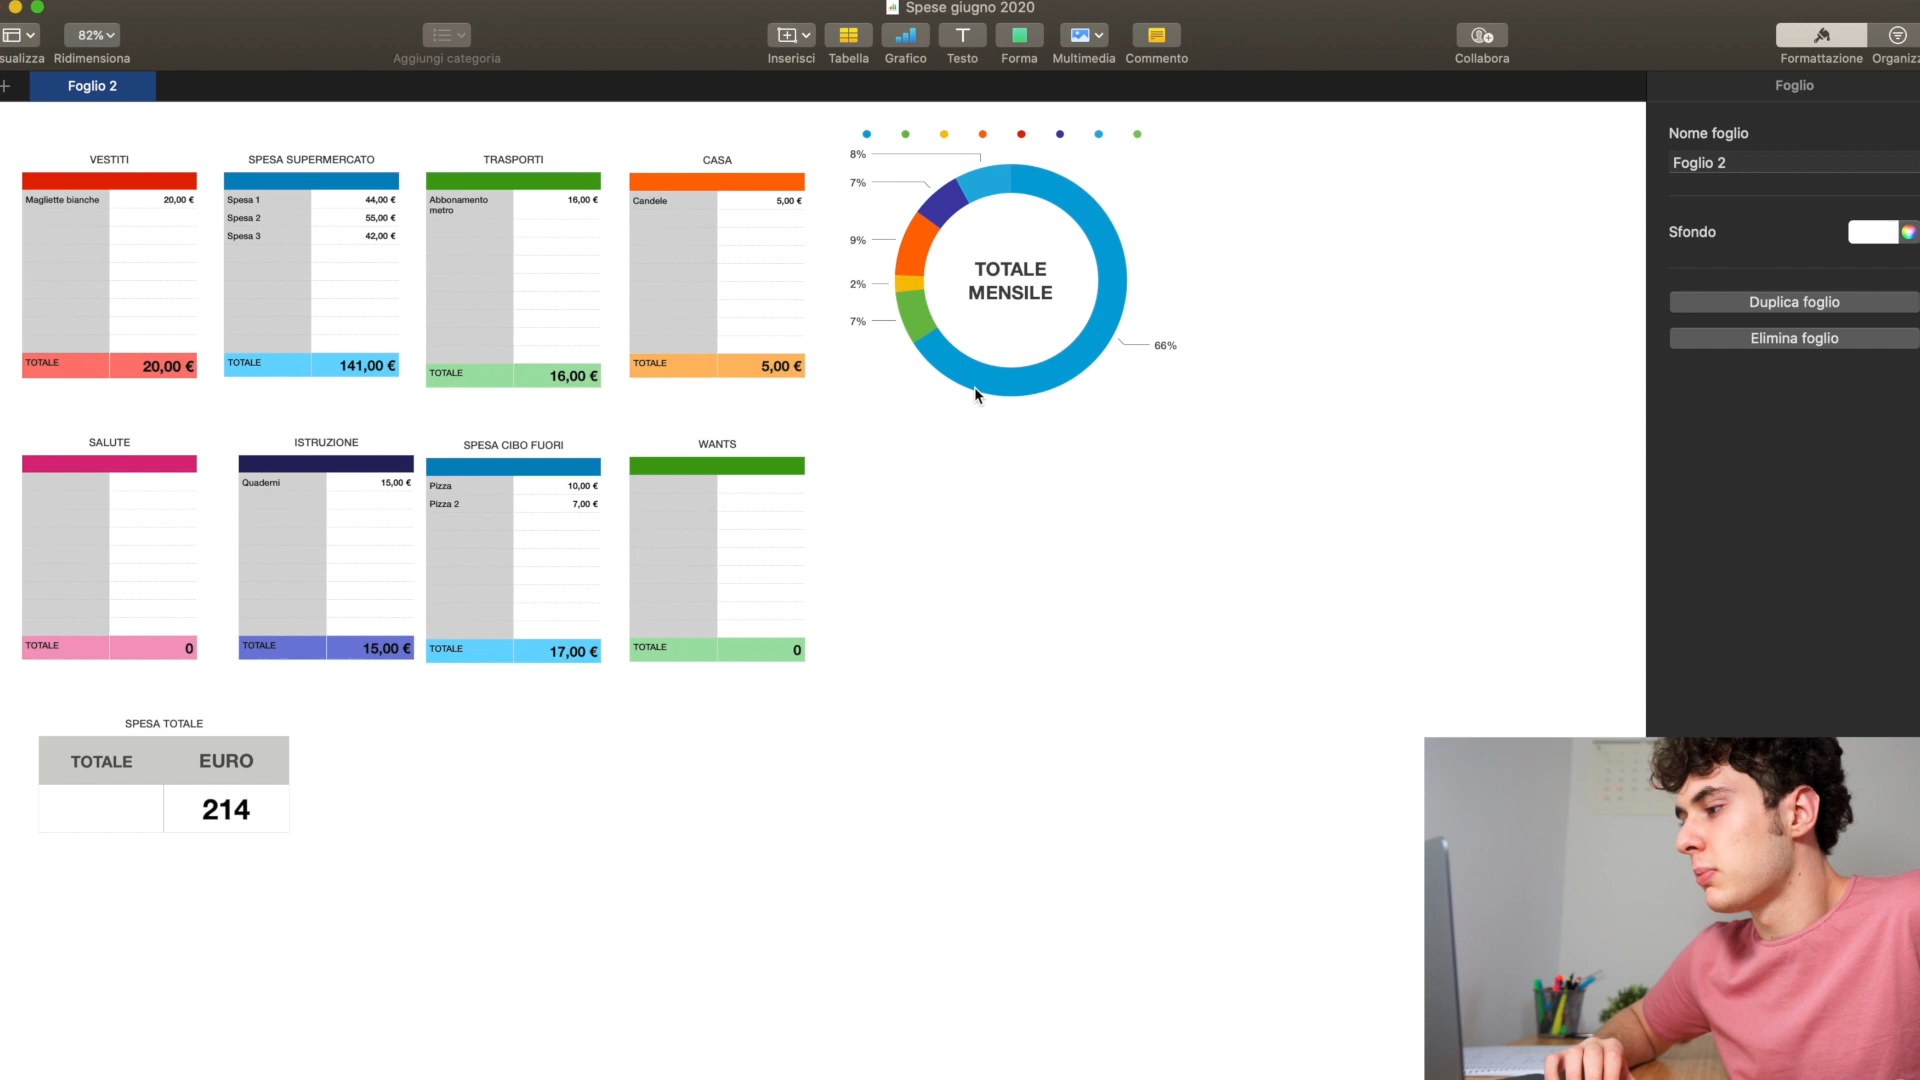 Spese giugno 2020
82%
sualizza Ridimensiona
Aggiungi categoria
Inserisci Tabella Grafico Testo Forma Multimedia Commento
Collabora
Formattazione Organizz
Foglio 2
Foglio
Nome foglio
Foglio 2
Sfondo
Duplica foglio
Elimina foglio
VESTITI
Magliette bianche 20,00 €
TOTALE 20,00 €
SPESA SUPERMERCATO
Spesa 1 44,00 €
Spesa 2 55,00 €
Spesa 3 42,00 €
TOTALE 141,00 €
TRASPORTI
Abbonamento 16,00 €
metro
TOTALE 16,00 €
CASA
Candele 5,00 €
TOTALE 5,00 €
8%
7%
9%
2%
7%
66%
TOTALE
MENSILE
SALUTE
TOTALE 0
ISTRUZIONE
Quaderni 15,00 €
TOTALE 15,00 €
SPESA CIBO FUORI
Pizza 10,00 €
Pizza 2 7,00 €
TOTALE 17,00 €
WANTS
TOTALE 0
SPESA TOTALE
TOTALE EURO
214